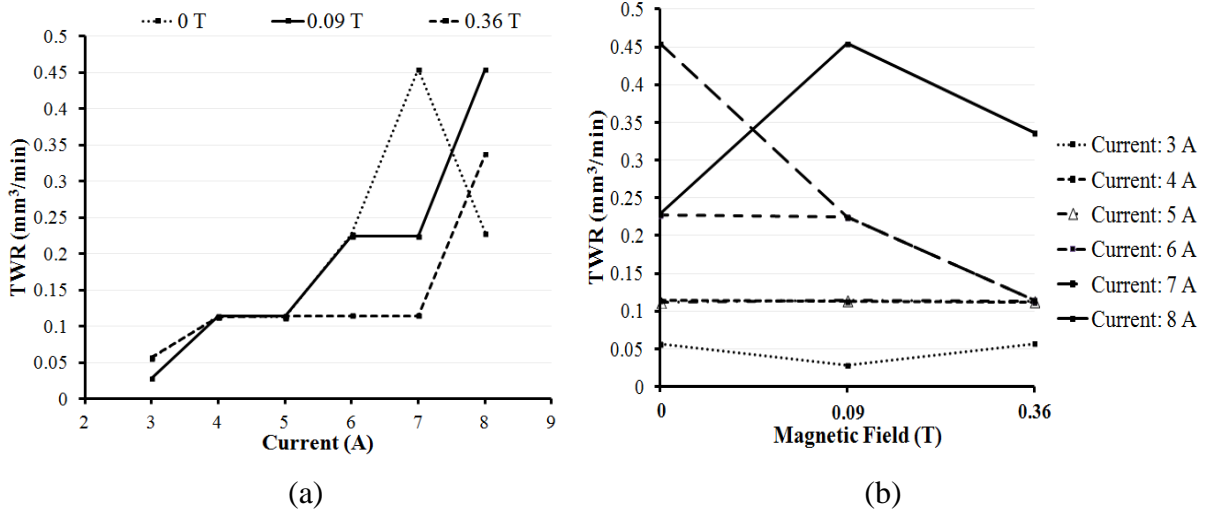 0 T 0.09 T 0.36 T
0.5
0.45
0.4
0.35
0.3
0.25
0.2
0.15
0.1
0.05
0
TWR (mm³/min)
2 3 4 5 6 7 8 9
Current (A)
(a)
0.5
0.45
0.4
0.35
0.3
0.25
0.2
0.15
0.1
0.05
0
TWR (mm³/min)
0 0.09 0.36
Magnetic Field (T)
Current: 3 A
Current: 4 A
Current: 5 A
Current: 6 A
Current: 7 A
Current: 8 A
(b)